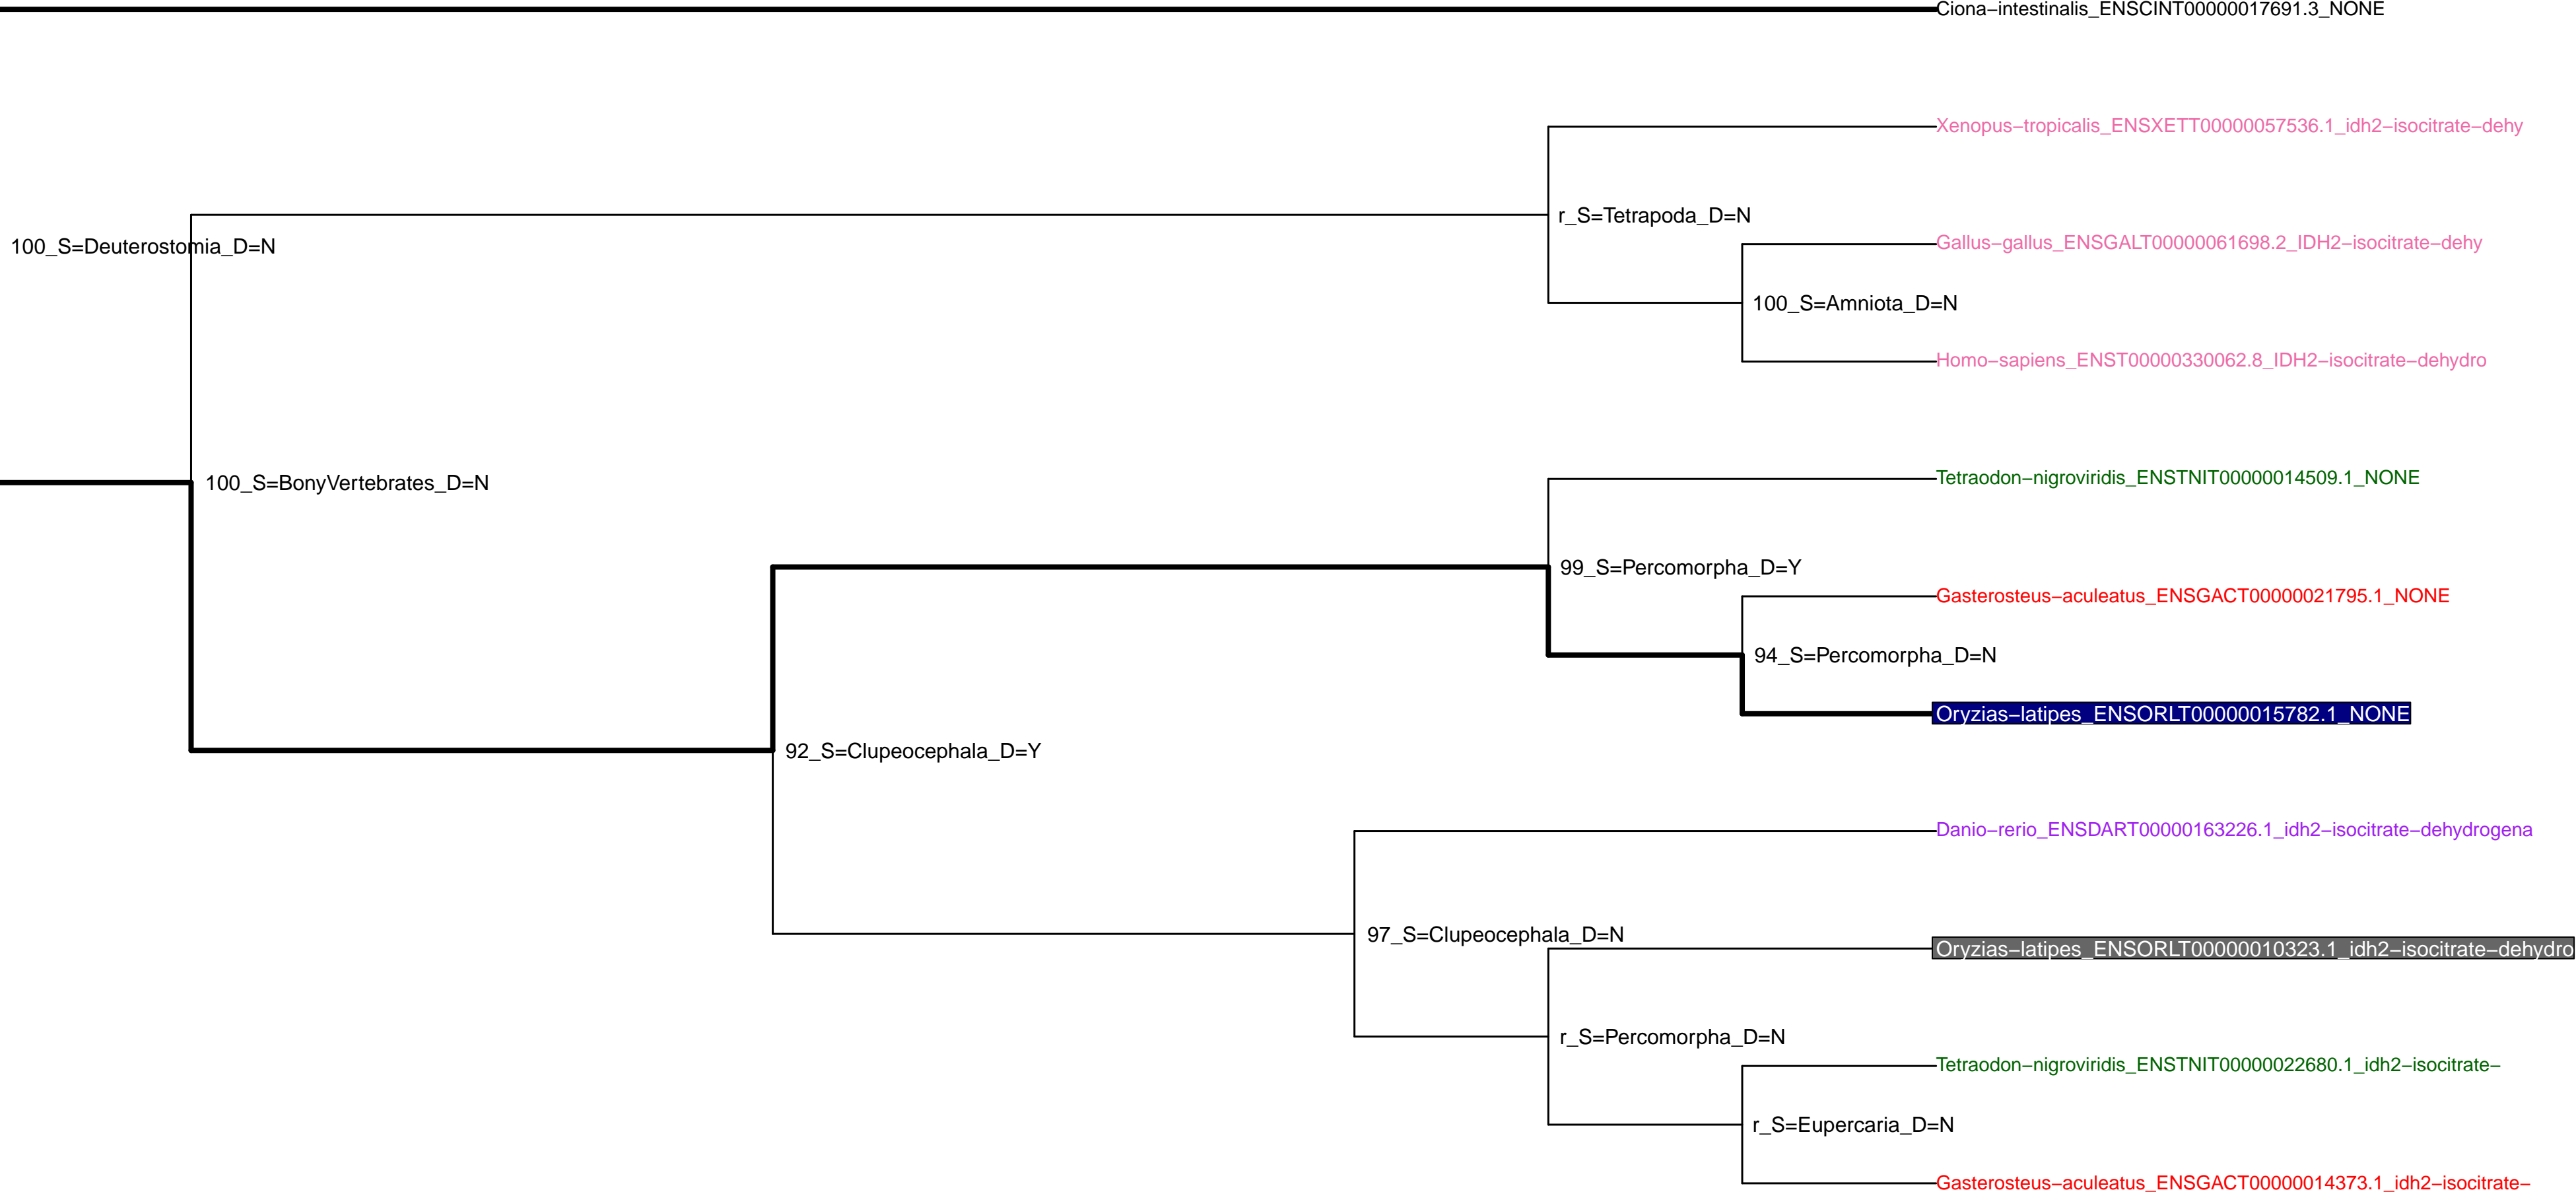 Ciona−intestinalis_ENSCINT00000017691.3_NONE
Xenopus−tropicalis_ENSXETT00000057536.1_idh2−isocitrate−dehy
r_S=Tetrapoda_D=N
100_S=Deuterostomia_D=N
Gallus−gallus_ENSGALT00000061698.2_IDH2−isocitrate−dehy
100_S=Amniota_D=N
Homo−sapiens_ENST00000330062.8_IDH2−isocitrate−dehydro
Tetraodon−nigroviridis_ENSTNIT00000014509.1_NONE
100_S=BonyVertebrates_D=N
99_S=Percomorpha_D=Y
Gasterosteus−aculeatus_ENSGACT00000021795.1_NONE
94_S=Percomorpha_D=N
Oryzias−latipes_ENSORLT00000015782.1_NONE
92_S=Clupeocephala_D=Y
Danio−rerio_ENSDART00000163226.1_idh2−isocitrate−dehydrogena
97_S=Clupeocephala_D=N
Oryzias−latipes_ENSORLT00000010323.1_idh2−isocitrate−dehydro
r_S=Percomorpha_D=N
Tetraodon−nigroviridis_ENSTNIT00000022680.1_idh2−isocitrate−
r_S=Eupercaria_D=N
Gasterosteus−aculeatus_ENSGACT00000014373.1_idh2−isocitrate−